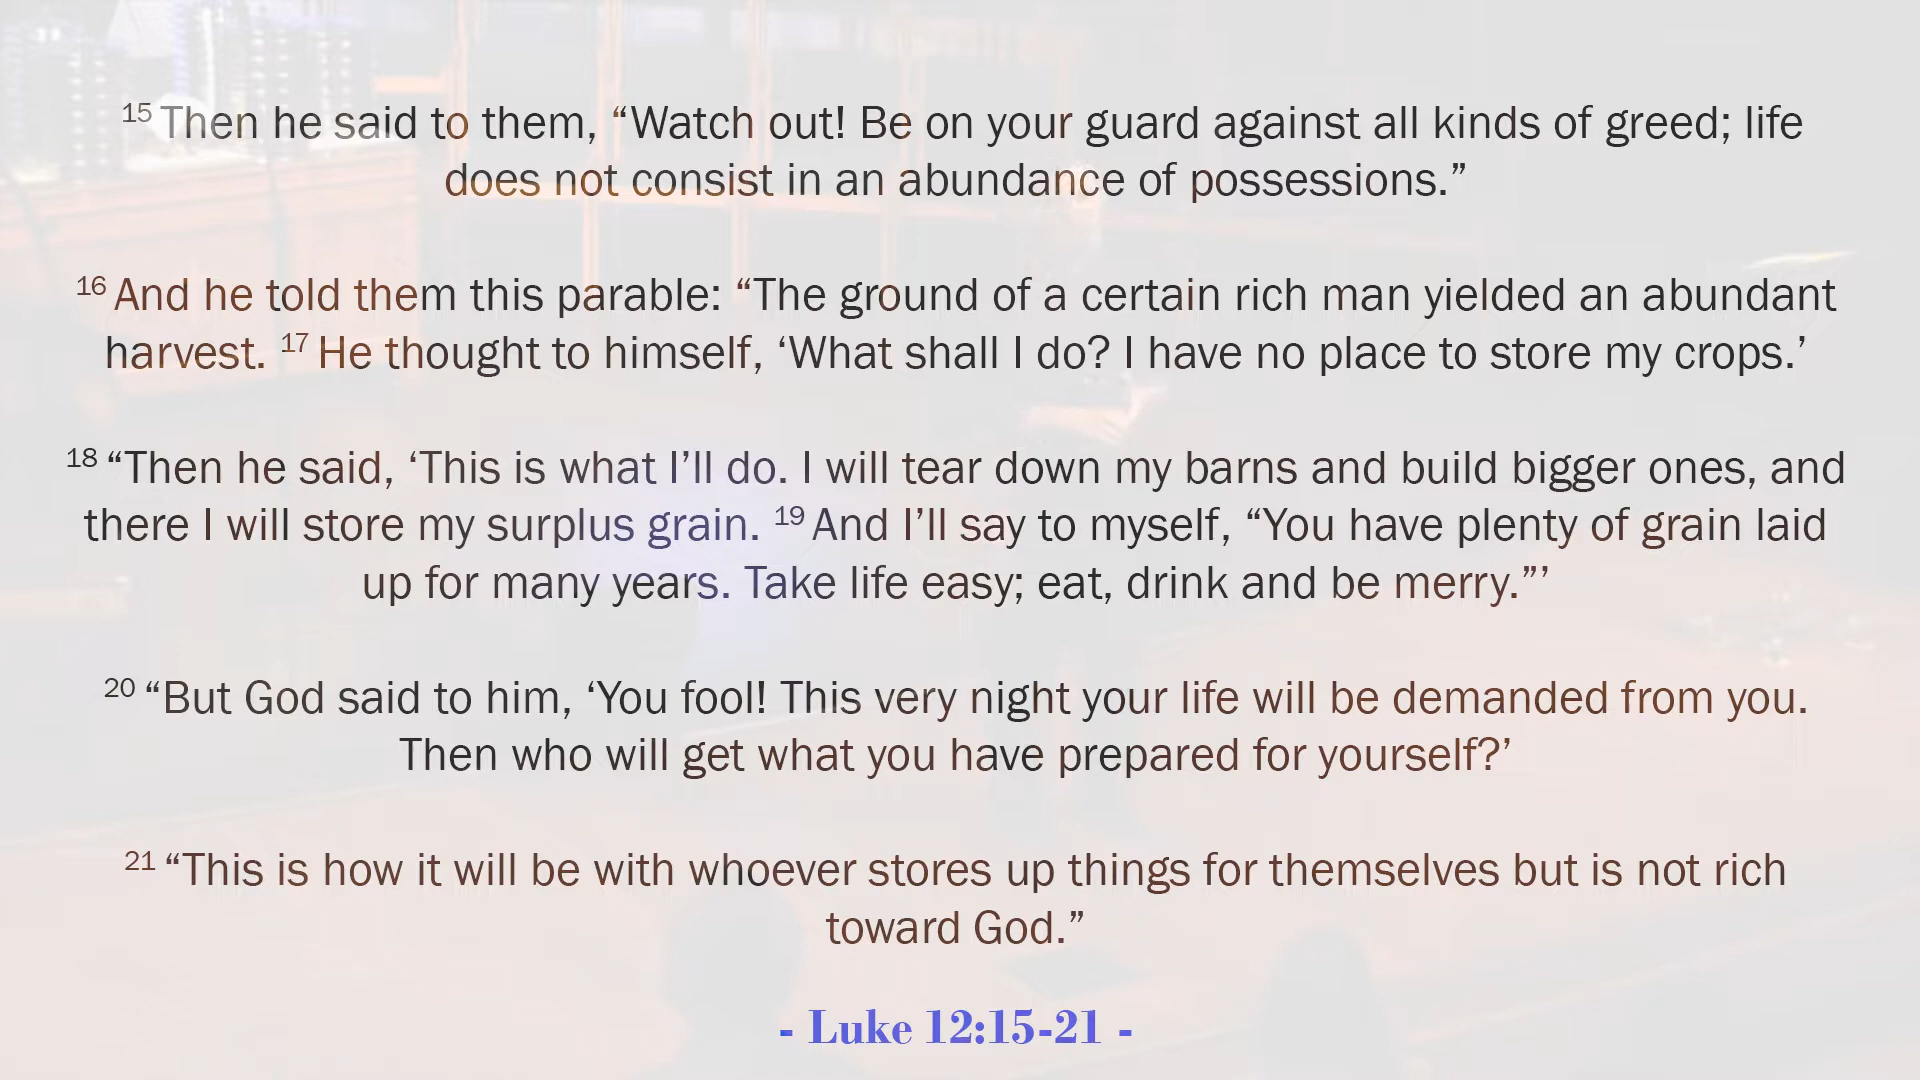 15 Then he said to them, “Watch out! Be on your guard against all kinds of greed; life
does not consist in an abundance of possessions.”
16 And he told them this parable: “The ground of a certain rich man yielded an abundant
harvest. 17 He thought to himself, ‘What shall I do? I have no place to store my crops.’
18 “Then he said, ‘This is what I’ll do. I will tear down my barns and build bigger ones, and
there I will store my surplus grain. 19 And I’ll say to myself, “You have plenty of grain laid
up for many years. Take life easy; eat, drink and be merry.”’
20 “But God said to him, ‘You fool! This very night your life will be demanded from you.
Then who will get what you have prepared for yourself?’
21 “This is how it will be with whoever stores up things for themselves but is not rich
toward God.”
- Luke 12:15-21 -